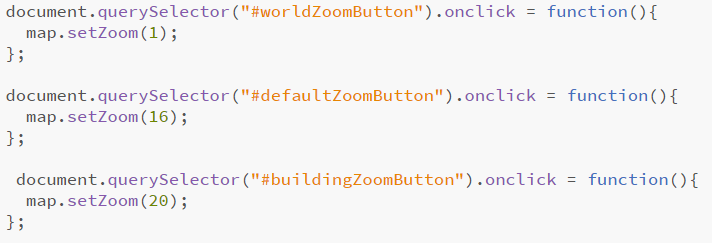 document.querySelector("#worldZoomButton").onclick = function(){
  map.setZoom(1);
};

document.querySelector("#defaultZoomButton").onclick = function(){
  map.setZoom(16);
};

 document.querySelector("#buildingZoomButton").onclick = function(){
  map.setZoom(20);
};